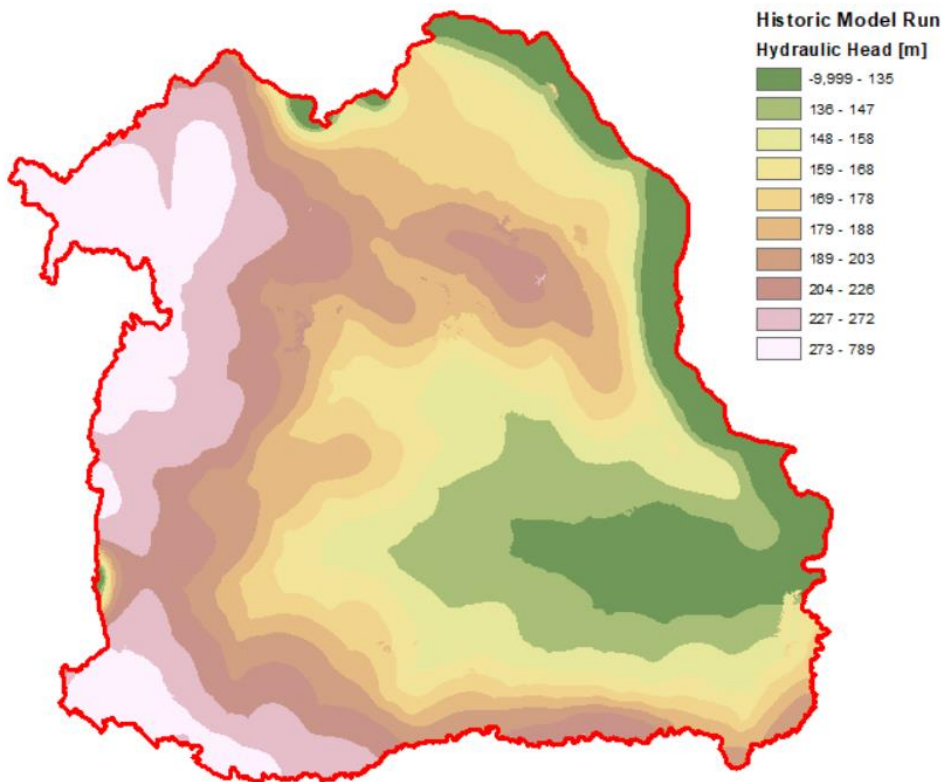 Historic Model Run
Hydraulic Head [m]
-9,999 - 135
136 - 147
148 - 158
159 - 168
169 - 178
179 - 188
189 - 203
204 - 226
227 - 272
273 - 789